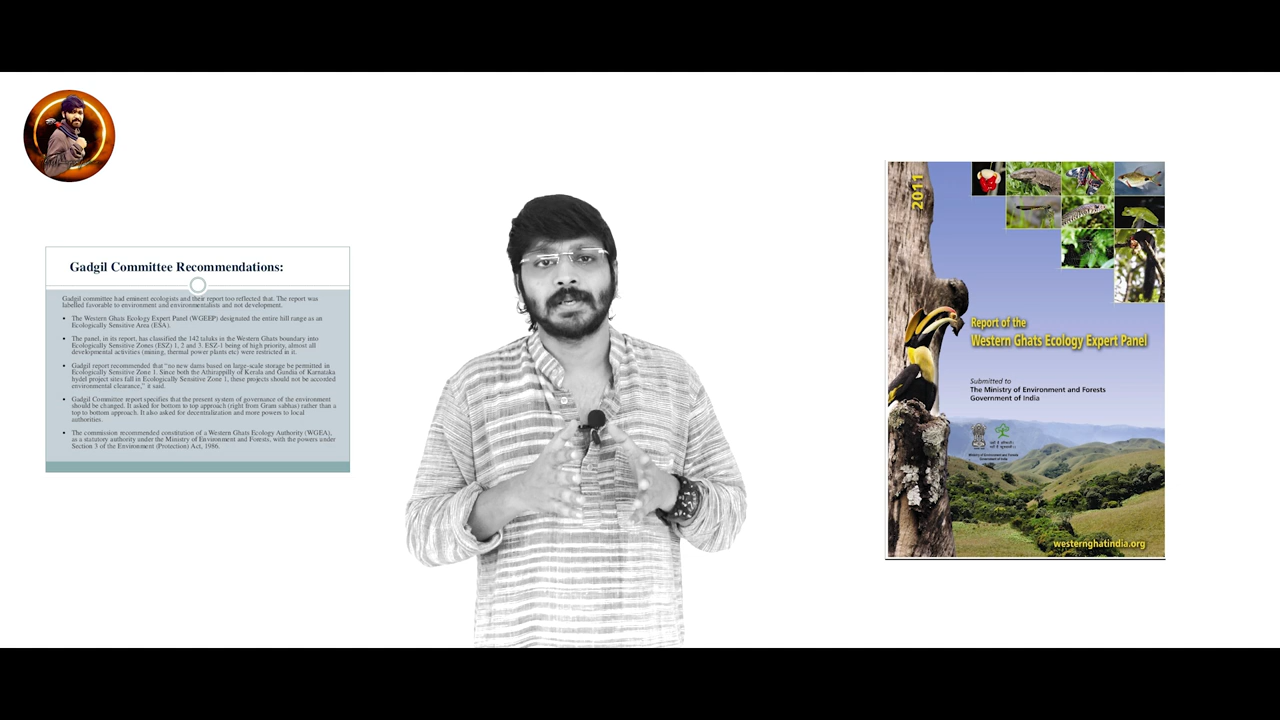 Gadgil Committee Recommendations:
Gadgil committee had eminent ecologists and their report too reflected that. The report was
labelled favorable to environment and environmentalists and not development.
The Western Ghats Ecology Expert Panel (WGEEP) designated the entire hill range as an
Ecologically Sensitive Area (ESA).
The panel, in its report, has classified the 142 taluks in the Western Ghats boundary into
Ecologically Sensitive Zones (ESZ) 1, 2 and 3. ESZ-1 being of high priority, almost all
developmental activities (mining, thermal power plants etc) were restricted in it.
Gadgil report recommended that “no new dams based on large-scale storage be permitted in
Ecologically Sensitive Zone 1. Since both the Athirappilly of Kerala and Gundia of Karnataka
hydel project sites fall in Ecologically Sensitive Zone 1, these projects should not be accorded
environmental clearance,” it said.
Gadgil Committee report specifies that the present system of governance of the environment
should be changed. It asked for bottom to top approach (right from Gram sabhas) rather than a
top to bottom approach. It also asked for decentralization and more powers to local
authorities.
The commission recommended constitution of a Western Ghats Ecology Authority (WGEA),
as a statutory authority under the Ministry of Environment and Forests, with the powers under
Section 3 of the Environment (Protection) Act, 1986.
2011
Report of the
Western Ghats Ecology Expert Panel
Submitted to
The Ministry of Environment and Forests
Government of India
Ministry of Environment and Forests
Government of India
westernghatindia.org